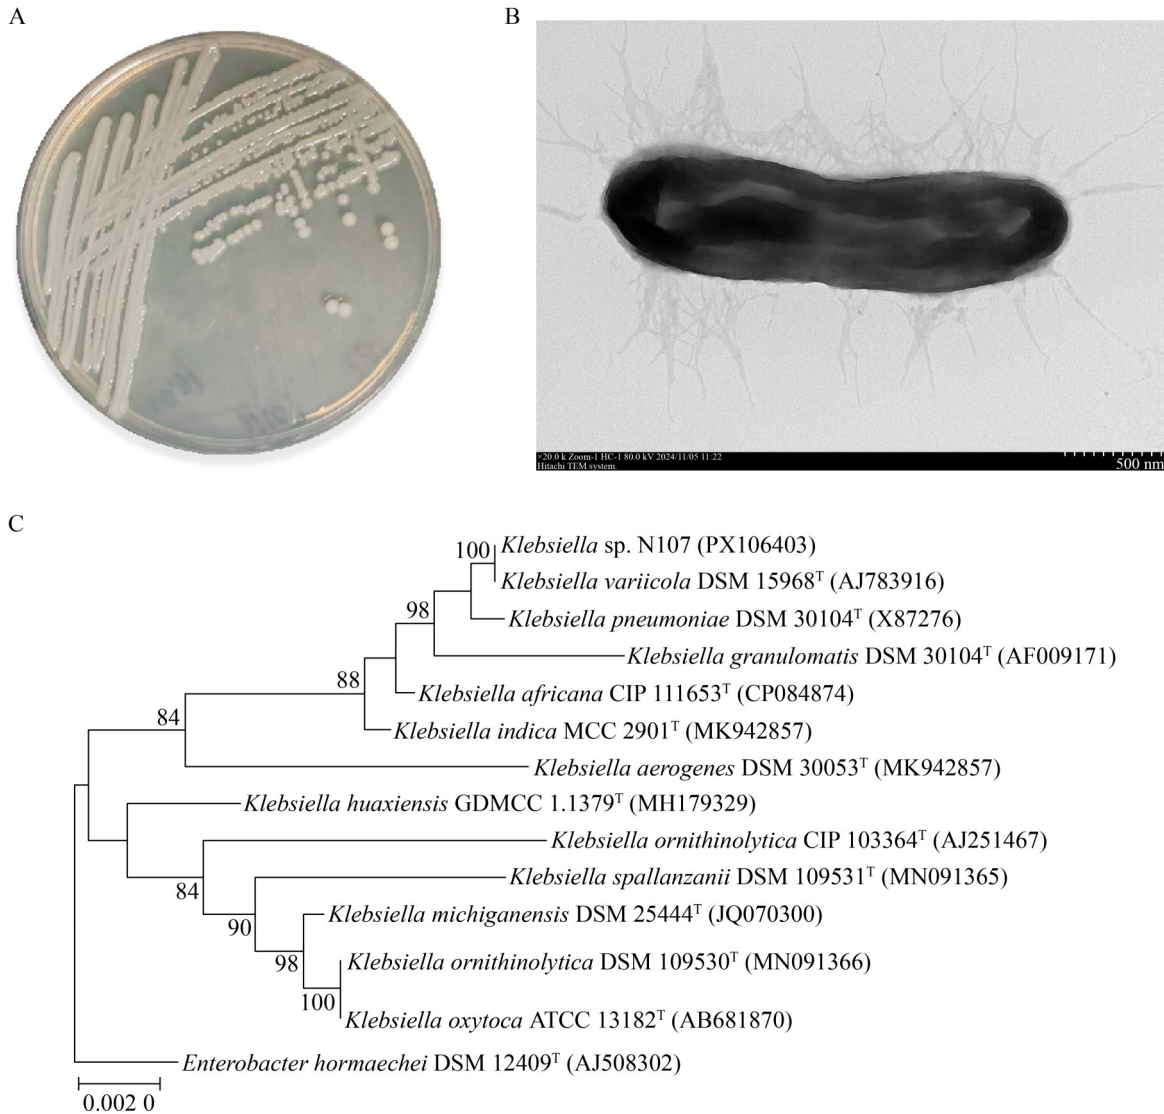 A
B
×20.0 k Zoom-1 HC-1 80.0 kV 2024/11/05 11:22
Hitachi TEM system.
500 nm
C
100
Klebsiella sp. N107 (PX106403)
Klebsiella variicola DSM 15968ᵀ (AJ783916)
98
Klebsiella pneumoniae DSM 30104ᵀ (X87276)
Klebsiella granulomatis DSM 30104ᵀ (AF009171)
88
Klebsiella africana CIP 111653ᵀ (CP084874)
84
Klebsiella indica MCC 2901ᵀ (MK942857)
Klebsiella aerogenes DSM 30053ᵀ (MK942857)
Klebsiella huaxiensis GDMCC 1.1379ᵀ (MH179329)
Klebsiella ornithinolytica CIP 103364ᵀ (AJ251467)
84
Klebsiella spallanzanii DSM 109531ᵀ (MN091365)
90
Klebsiella michiganensis DSM 25444ᵀ (JQ070300)
98
Klebsiella ornithinolytica DSM 109530ᵀ (MN091366)
100
Klebsiella oxytoca ATCC 13182ᵀ (AB681870)
Enterobacter hormaechei DSM 12409ᵀ (AJ508302)
0.002 0